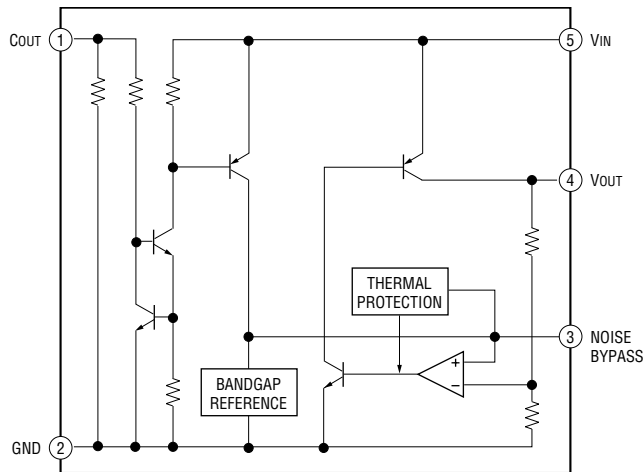 COUT 1
5 VIN
4 VOUT
THERMAL
PROTECTION
3 NOISE
BYPASS
+
−
BANDGAP
REFERENCE
GND 2